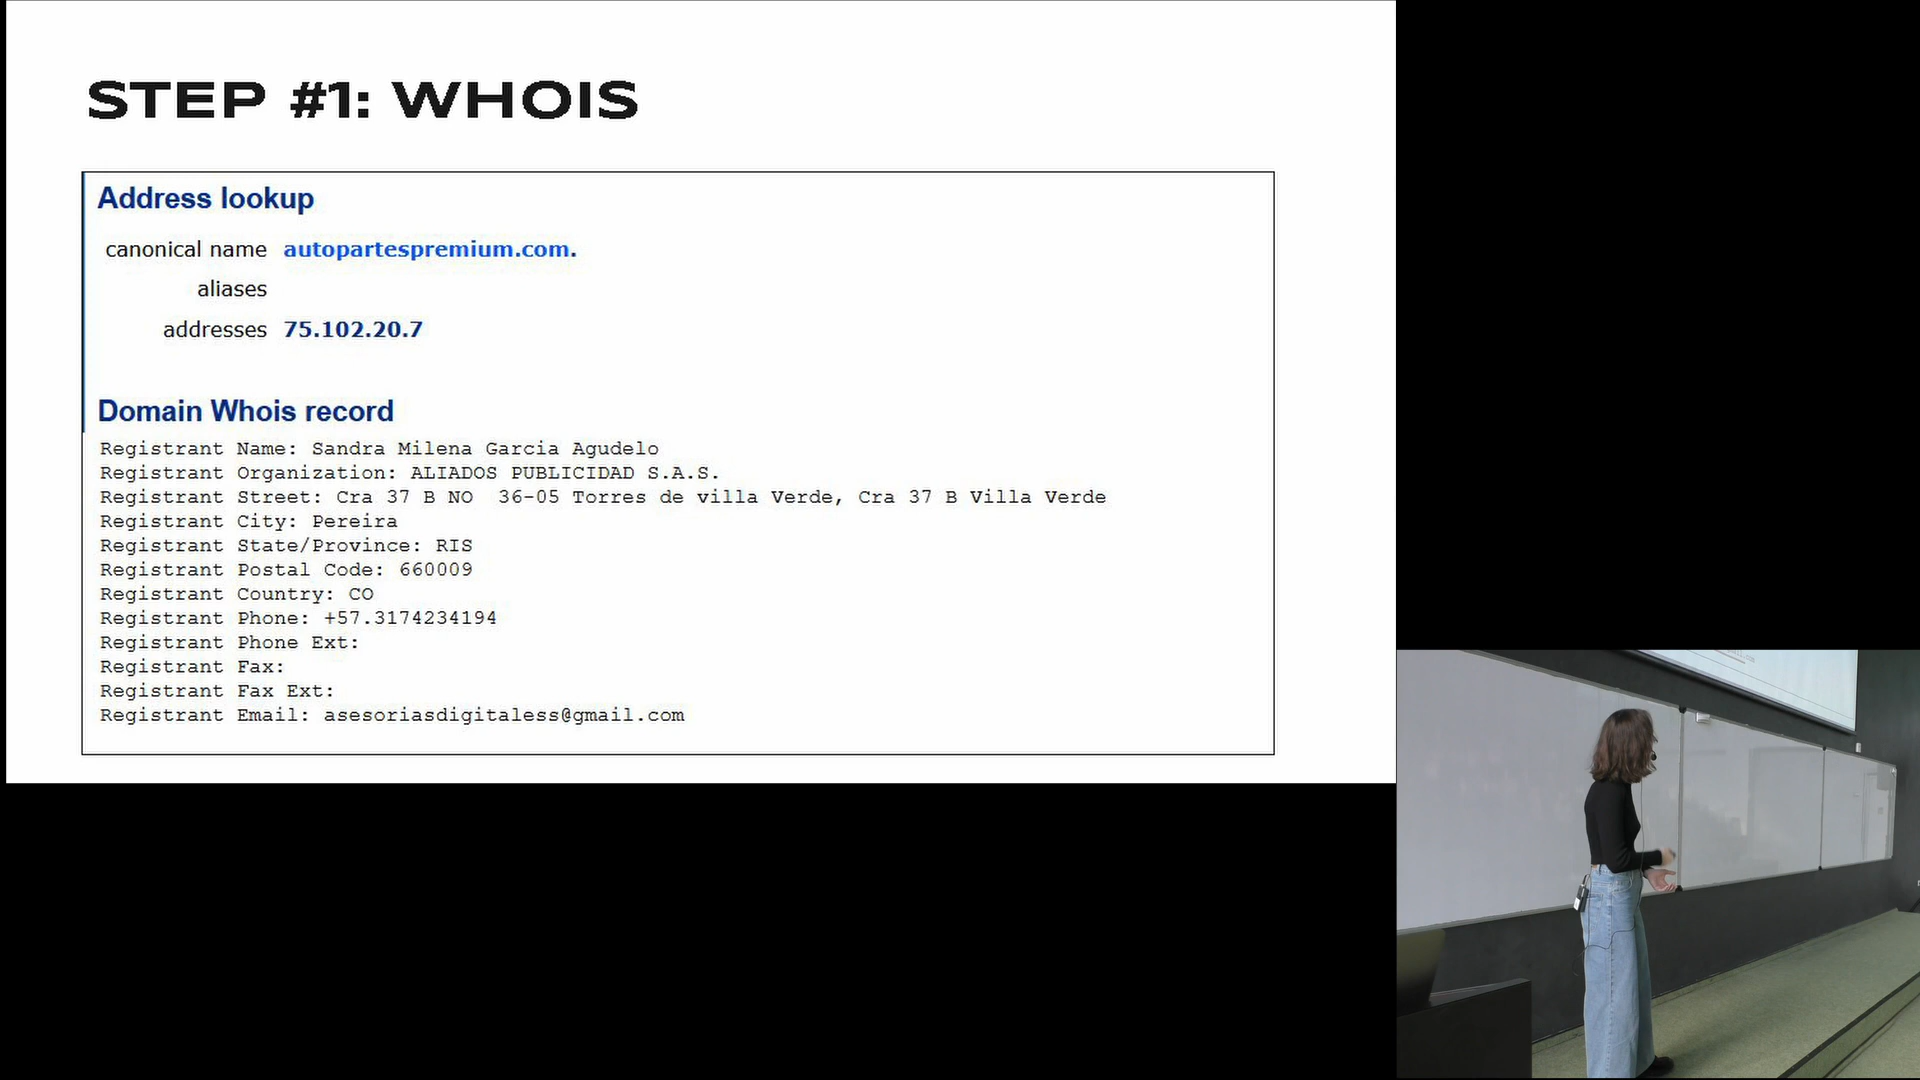 STEP #1: WHOIS
Address lookup
canonical name autopartespremium.com.
aliases
addresses 75.102.20.7
Domain Whois record
Registrant Name: Sandra Milena Garcia Agudelo
Registrant Organization: ALIADOS PUBLICIDAD S.A.S.
Registrant Street: Cra 37 B NO  36-05 Torres de villa Verde, Cra 37 B Villa Verde
Registrant City: Pereira
Registrant State/Province: RIS
Registrant Postal Code: 660009
Registrant Country: CO
Registrant Phone: +57.3174234194
Registrant Phone Ext:
Registrant Fax:
Registrant Fax Ext:
Registrant Email: asesoriasdigitaless@gmail.com